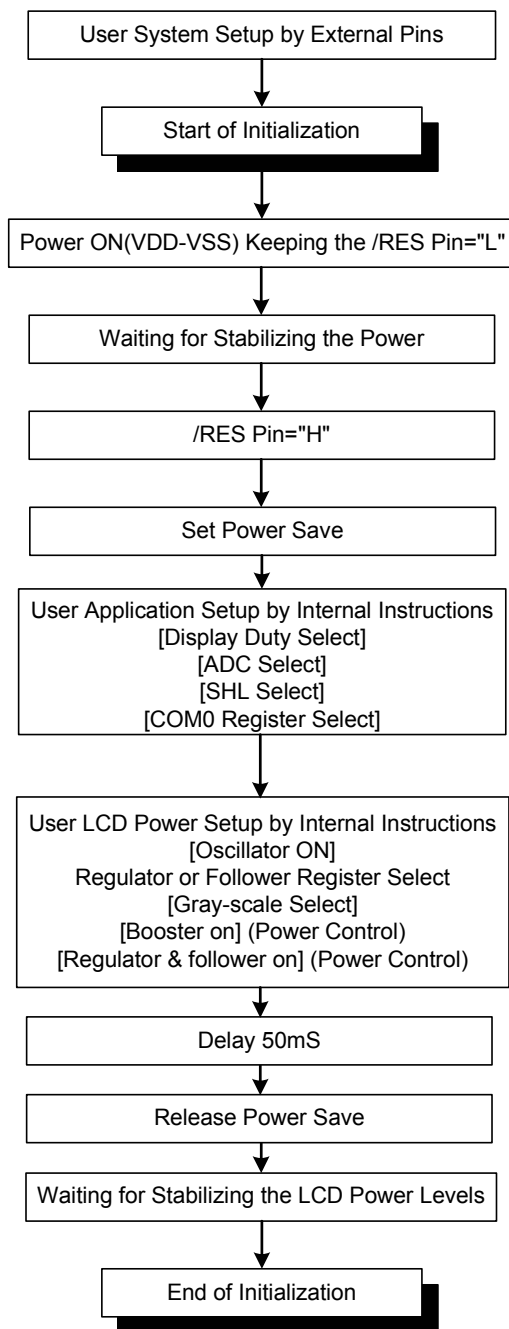 User System Setup by External Pins
Start of Initialization
Power ON(VDD-VSS) Keeping the /RES Pin="L"
Waiting for Stabilizing the Power
/RES Pin="H"
Set Power Save
User Application Setup by Internal Instructions
[Display Duty Select]
[ADC Select]
[SHL Select]
[COM0 Register Select]
User LCD Power Setup by Internal Instructions
[Oscillator ON]
Regulator or Follower Register Select
[Gray-scale Select]
[Booster on] (Power Control)
[Regulator & follower on] (Power Control)
Delay 50mS
Release Power Save
Waiting for Stabilizing the LCD Power Levels
End of Initialization